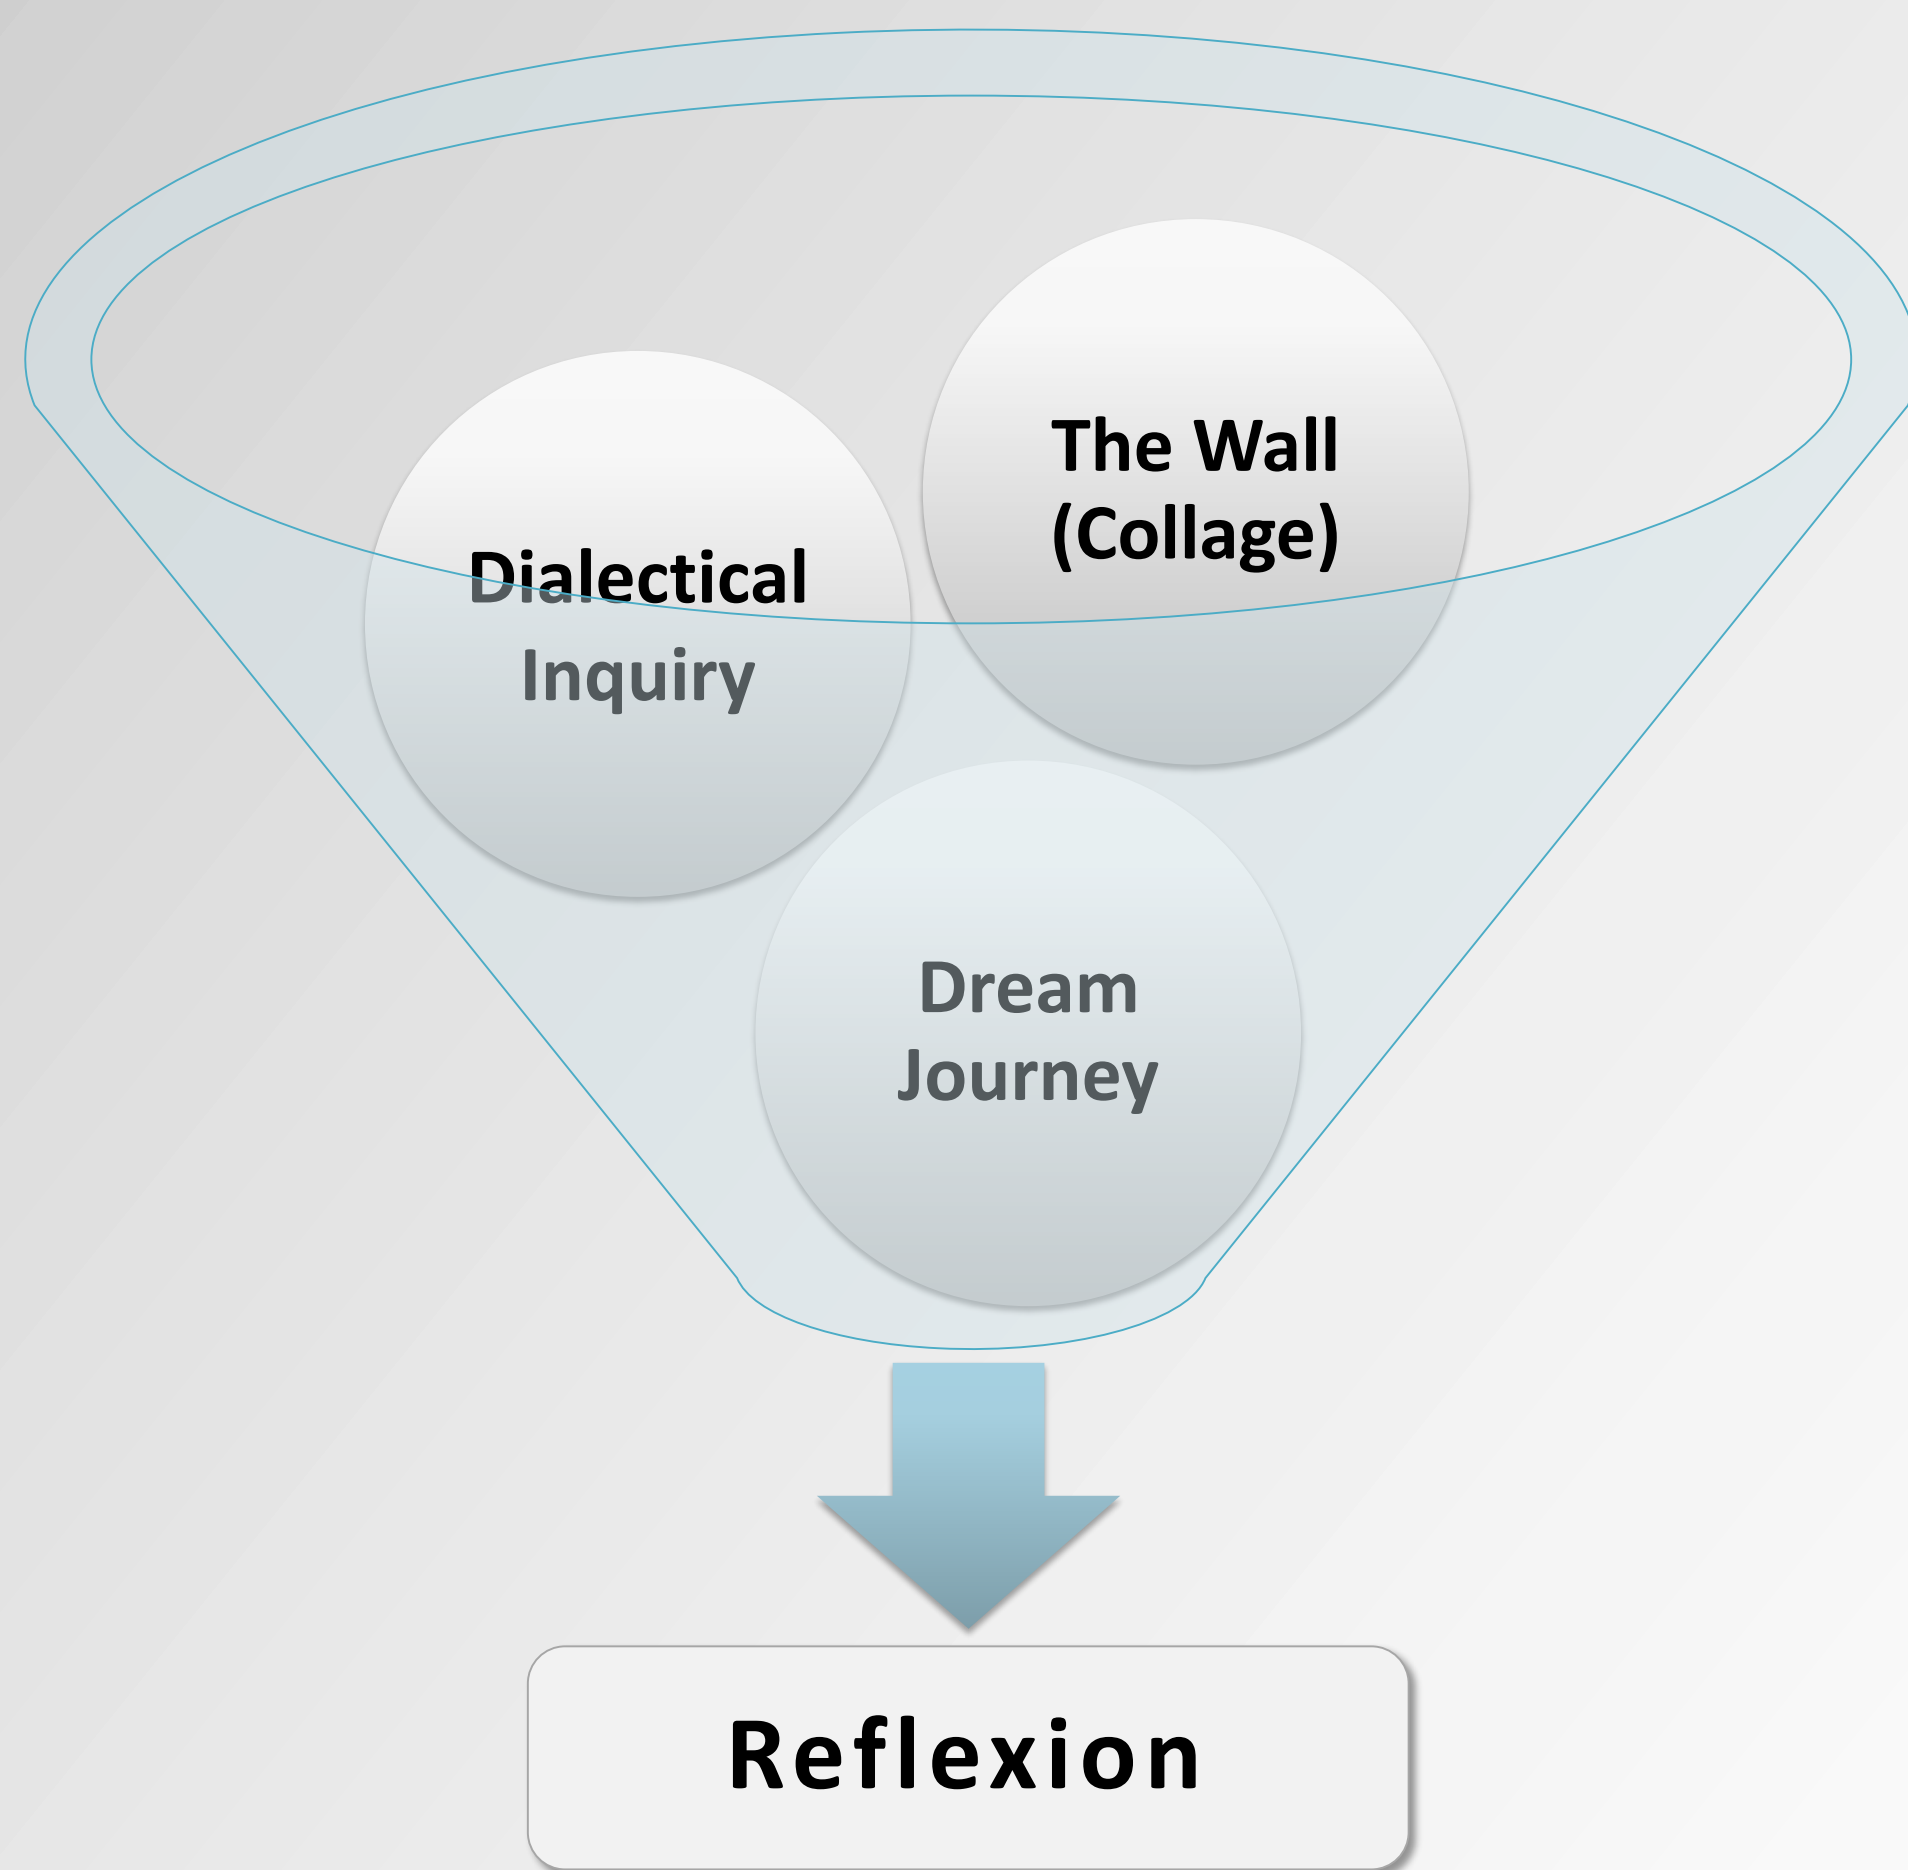 The Wall
(Collage)
Dialectical
Inquiry
Dream
Journey
Reflexion